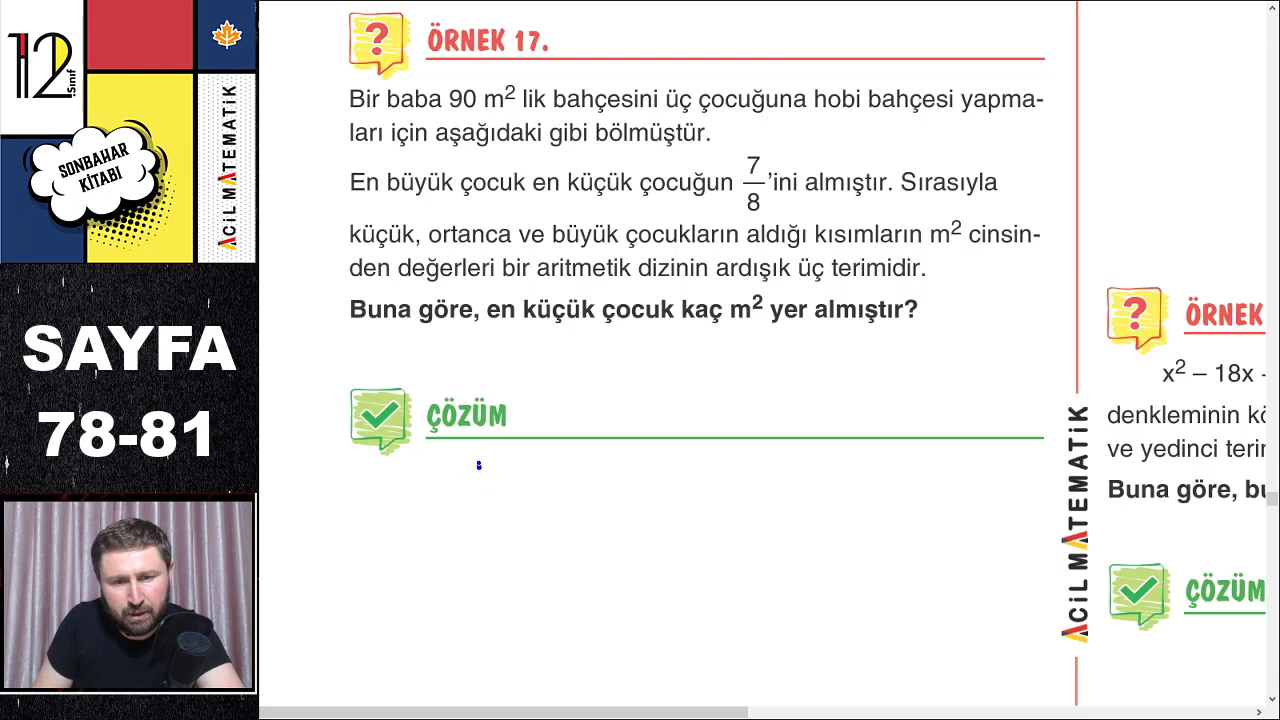 12
.Sınıf
SONBAHAR
KİTABI
ACİL MATEMATİK
SAYFA
78-81
?
ÖRNEK 17.
Bir baba 90 m² lik bahçesini üç çocuğuna hobi bahçesi yapma-
ları için aşağıdaki gibi bölmüştür.
En büyük çocuk en küçük çocuğun 7/8 'ini almıştır. Sırasıyla
küçük, ortanca ve büyük çocukların aldığı kısımların m² cinsin-
den değerleri bir aritmetik dizinin ardışık üç terimidir.
Buna göre, en küçük çocuk kaç m² yer almıştır?
ÇÖZÜM
ACİL MATEMATİK
?
ÖRNEK
x² – 18x
denkleminin kö
ve yedinci teri
Buna göre, bu
ÇÖZÜM